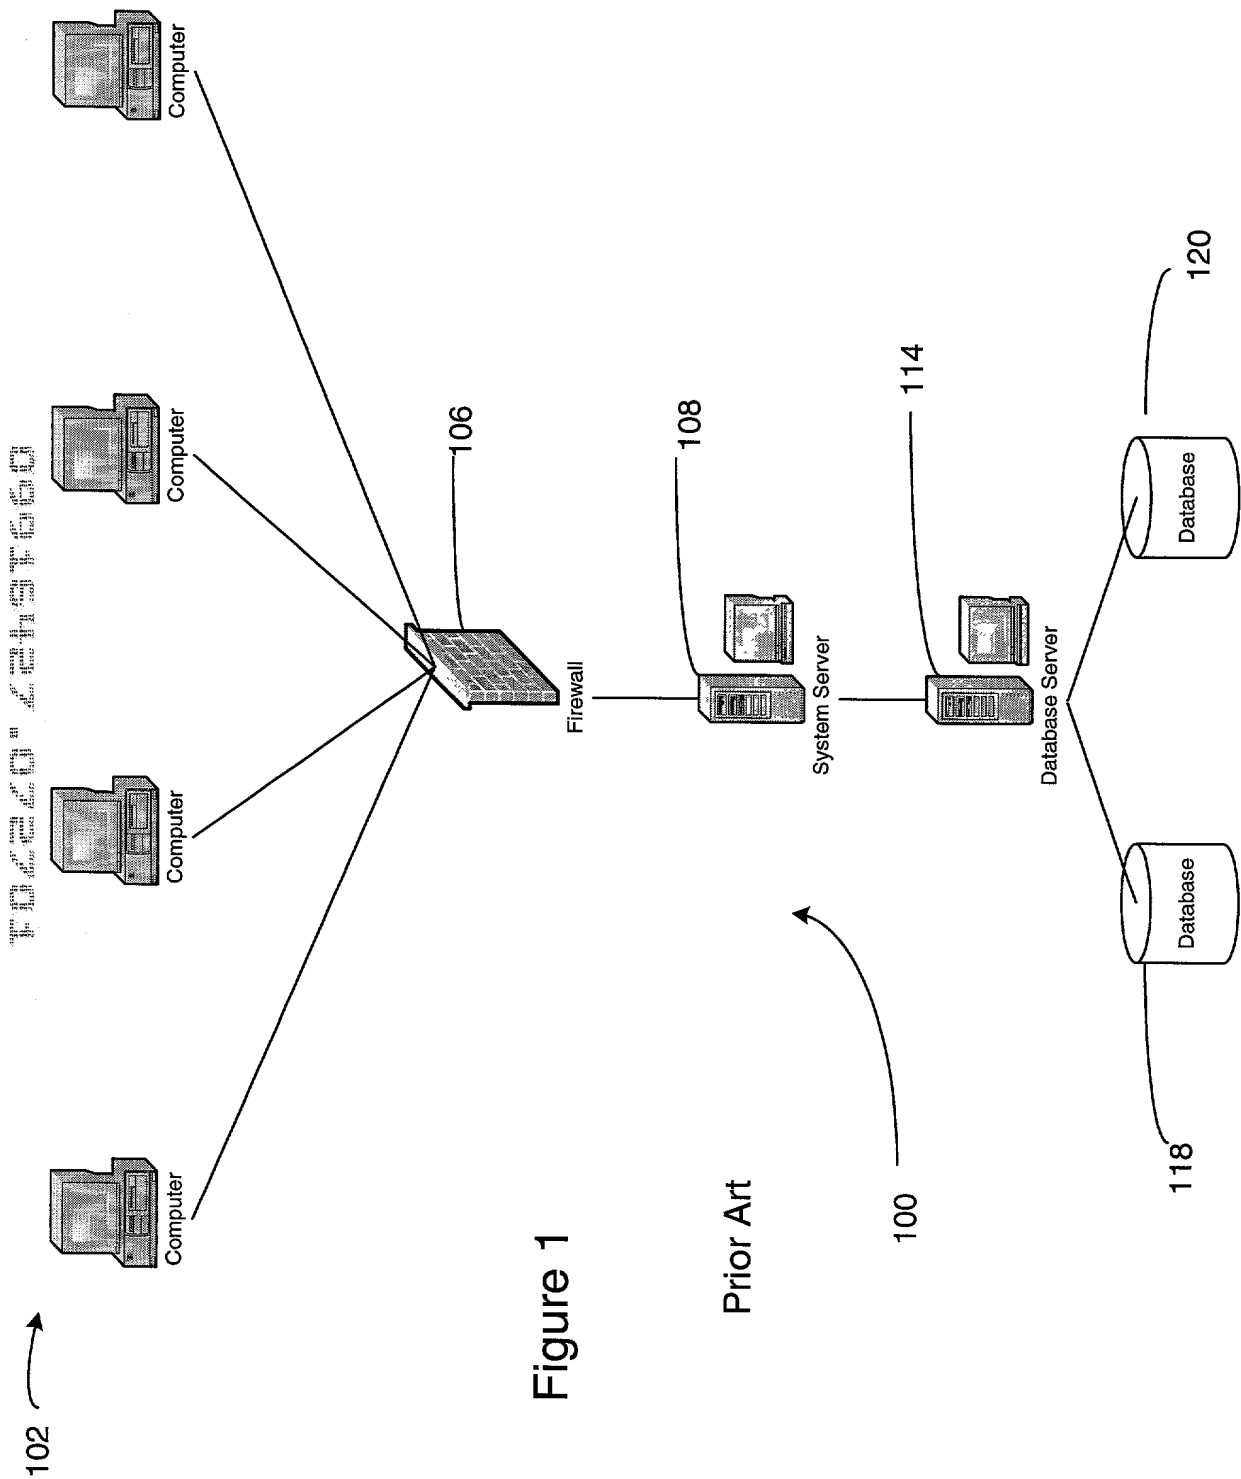 102
Computer
Computer
Computer
Computer
106
Figure 1
Firewall
108
Prior Art
System Server
114
100
Database Server
118
Database
Database
120